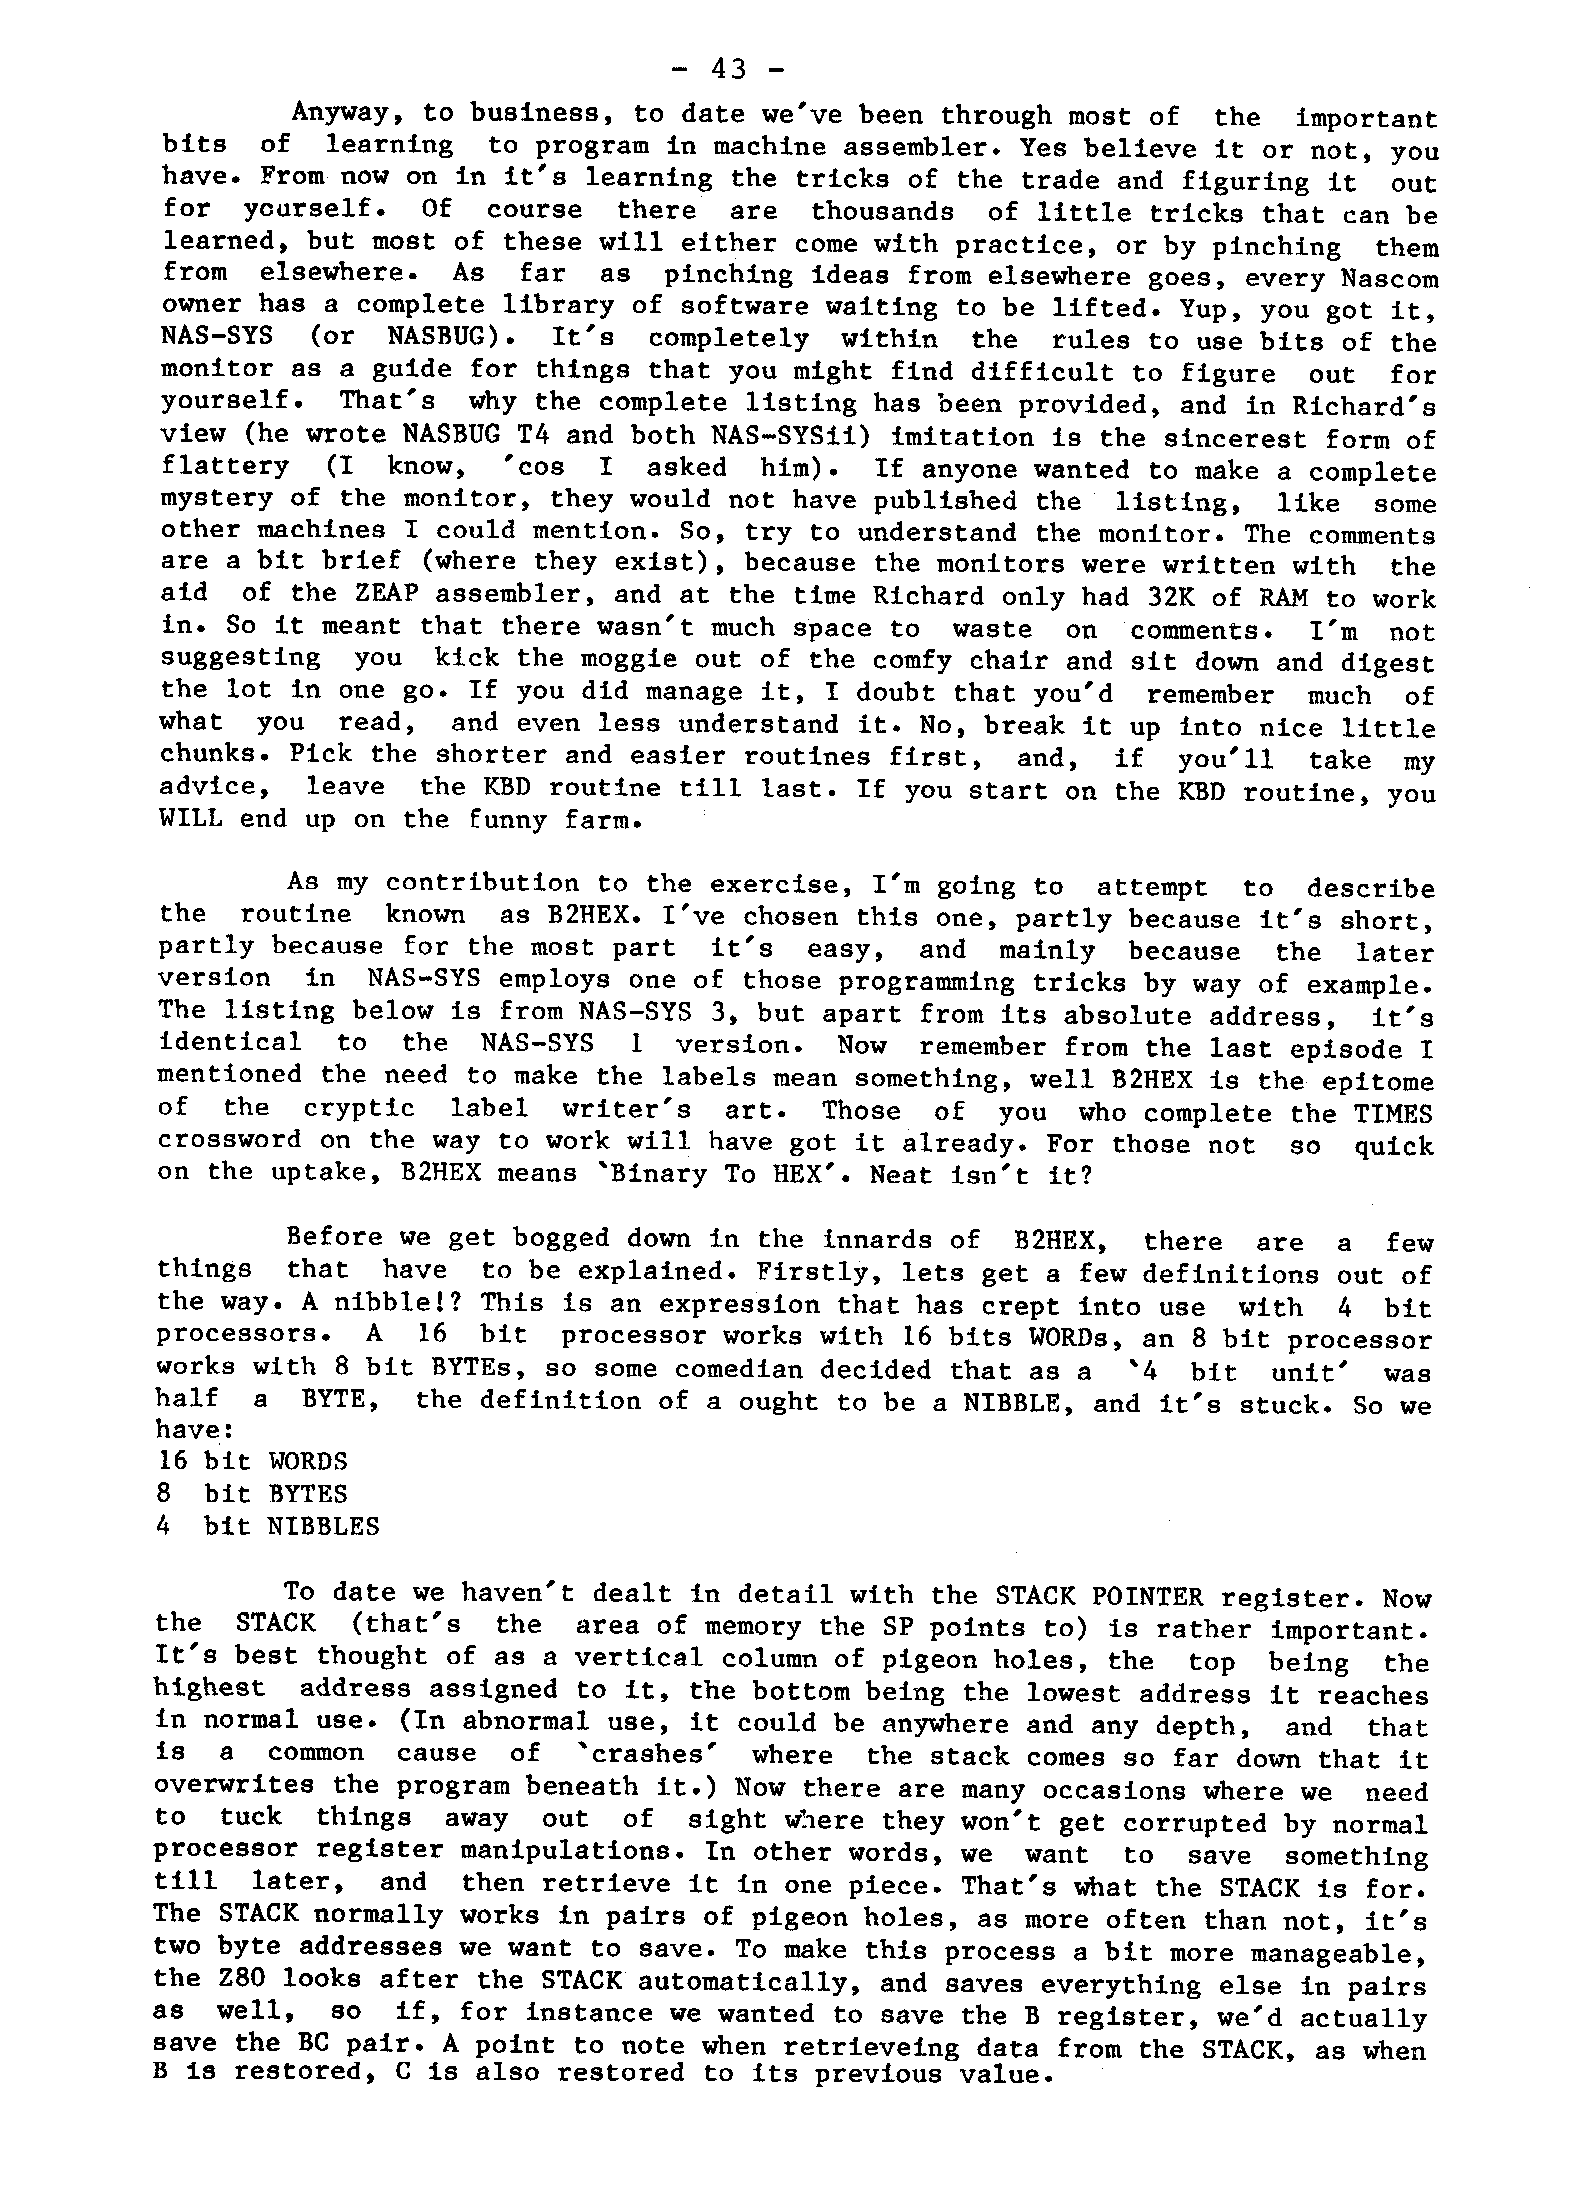 - 43 -
Anyway, to business, to date we've been through most of the important
bits of learning to program in machine assembler. Yes believe it or not, you
have. From now on in it's learning the tricks of the trade and figuring it out
for yourself. Of course there are thousands of little tricks that can be
learned, but most of these will either come with practice, or by pinching them
from elsewhere. As far as pinching ideas from elsewhere goes, every Nascom
owner has a complete library of software waiting to be lifted. Yup, you got it,
NAS-SYS (or NASBUG). It's completely within the rules to use bits of the
monitor as a guide for things that you might find difficult to figure out for
yourself. That's why the complete listing has been provided, and in Richard's
view (he wrote NASBUG T4 and both NAS-SYSii) imitation is the sincerest form of
flattery (I know, 'cos I asked him). If anyone wanted to make a complete
mystery of the monitor, they would not have published the listing, like some
other machines I could mention. So, try to understand the monitor. The comments
are a bit brief (where they exist), because the monitors were written with the
aid of the ZEAP assembler, and at the time Richard only had 32K of RAM to work
in. So it meant that there wasn't much space to waste on comments. I'm not
suggesting you kick the moggie out of the comfy chair and sit down and digest
the lot in one go. If you did manage it, I doubt that you'd remember much of
what you read, and even less understand it. No, break it up into nice little
chunks. Pick the shorter and easier routines first, and, if you'll take my
advice, leave the KBD routine till last. If you start on the KBD routine, you
WILL end up on the funny farm.
As my contribution to the exercise, I'm going to attempt to describe
the routine known as B2HEX. I've chosen this one, partly because it's short,
partly because for the most part it's easy, and mainly because the later
version in NAS-SYS employs one of those programming tricks by way of example.
The listing below is from NAS-SYS 3, but apart from its absolute address, it's
identical to the NAS-SYS 1 version. Now remember from the last episode I
mentioned the need to make the labels mean something, well B2HEX is the epitome
of the cryptic label writer's art. Those of you who complete the TIMES
crossword on the way to work will have got it already. For those not so quick
on the uptake, B2HEX means `Binary To HEX'. Neat isn't it?
Before we get bogged down in the innards of B2HEX, there are a few
things that have to be explained. Firstly, lets get a few definitions out of
the way. A nibble!? This is an expression that has crept into use with 4 bit
processors. A 16 bit processor works with 16 bits WORDs, an 8 bit processor
works with 8 bit BYTEs, so some comedian decided that as a `4 bit unit' was
half a BYTE, the definition of a ought to be a NIBBLE, and it's stuck. So we
have:
16 bit WORDS
8 bit BYTES
4 bit NIBBLES
To date we haven't dealt in detail with the STACK POINTER register. Now
the STACK (that's the area of memory the SP points to) is rather important.
It's best thought of as a vertical column of pigeon holes, the top being the
highest address assigned to it, the bottom being the lowest address it reaches
in normal use. (In abnormal use, it could be anywhere and any depth, and that
is a common cause of `crashes' where the stack comes so far down that it
overwrites the program beneath it.) Now there are many occasions where we need
to tuck things away out of sight where they won't get corrupted by normal
processor register manipulations. In other words, we want to save something
till later, and then retrieve it in one piece. That's what the STACK is for.
The STACK normally works in pairs of pigeon holes, as more often than not, it's
two byte addresses we want to save. To make this process a bit more manageable,
the Z80 looks after the STACK automatically, and saves everything else in pairs
as well, so if, for instance we wanted to save the B register, we'd actually
save the BC pair. A point to note when retrieveing data from the STACK, as when
B is restored, C is also restored to its previous value.